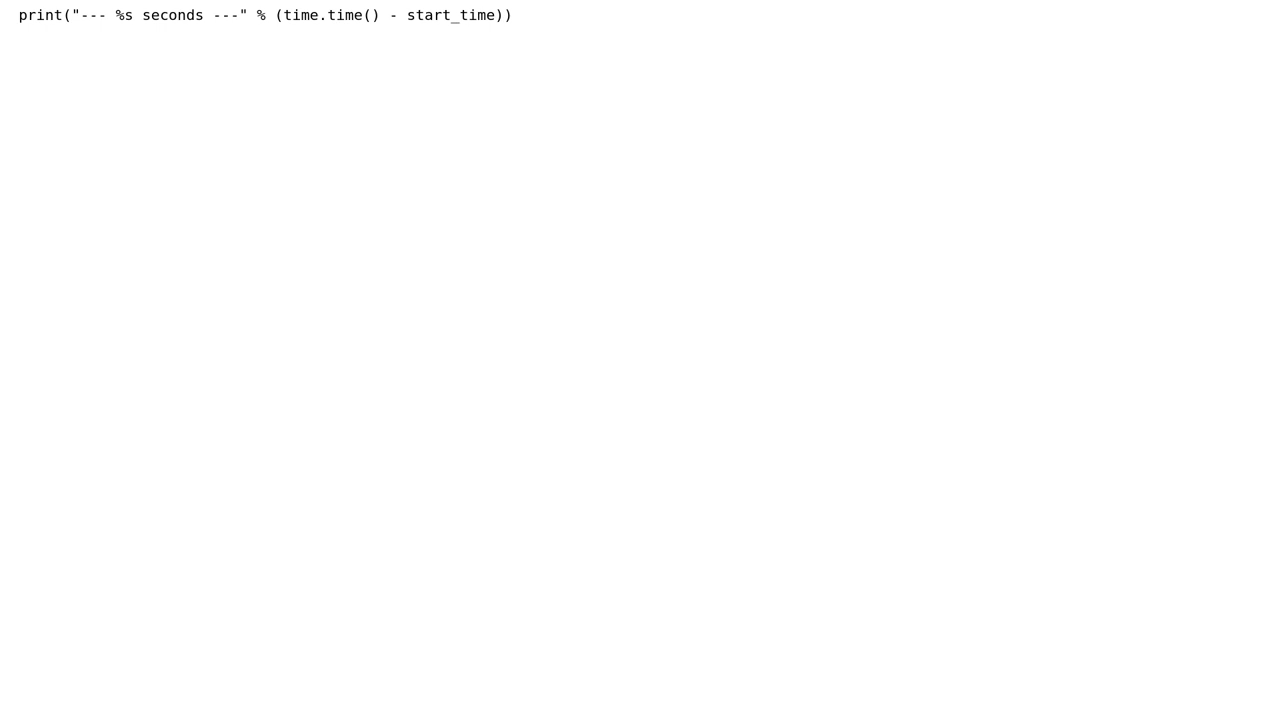 print("--- %s seconds ---" % (time.time() - start_time))